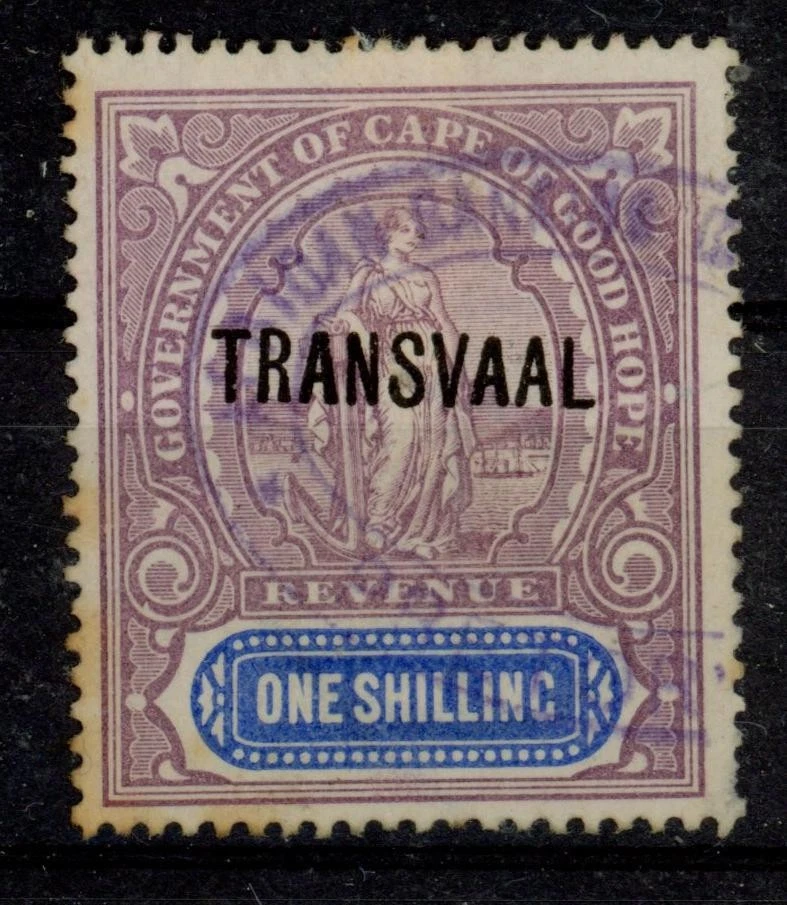 GOVERNMENT OF CAPE OF GOOD HOPE
TRANSVAAL
REVENUE
ONE SHILLING